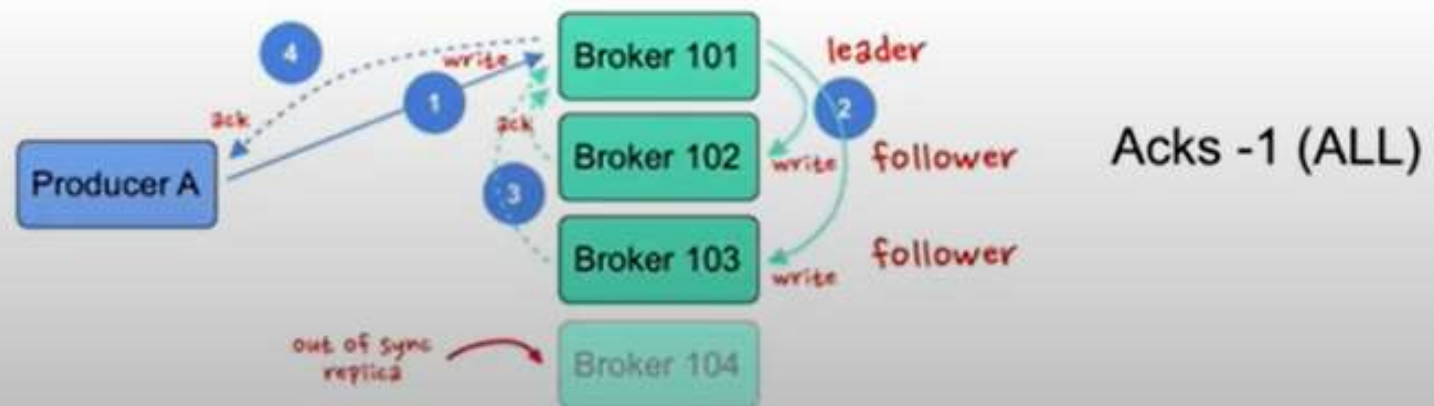 4
write
Broker 101
leader
1
2
ack
ack
Producer A
Broker 102
write
follower
Acks -1 (ALL)
3
Broker 103
write
follower
out of sync
replica
Broker 104